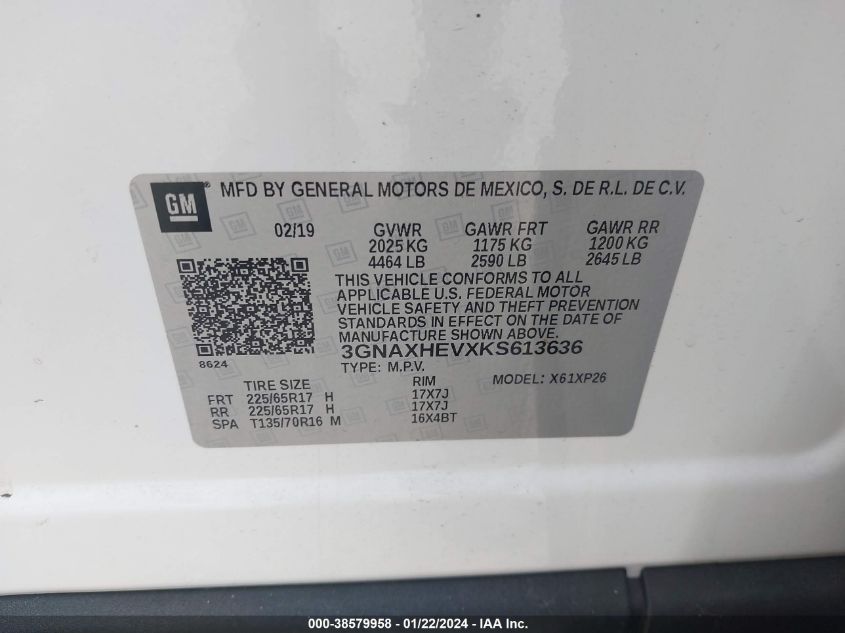 GM ® MFD BY GENERAL MOTORS DE MEXICO, S. DE R.L. DE C.V.
02/19 GVWR GAWR FRT GAWR RR
2025 KG 1175 KG 1200 KG
4464 LB 2590 LB 2645 LB
THIS VEHICLE CONFORMS TO ALL
APPLICABLE U.S. FEDERAL MOTOR
VEHICLE SAFETY AND THEFT PREVENTION
STANDARDS IN EFFECT ON THE DATE OF
MANUFACTURE SHOWN ABOVE.
8624 3GNAXHEVXKS613636
TYPE: M.P.V. MODEL: X61XP26
TIRE SIZE RIM
FRT 225/65R17 H 17X7J
RR 225/65R17 H 17X7J
SPA T135/70R16 M 16X4BT
000-38579958 - 01/22/2024 - IAA Inc.